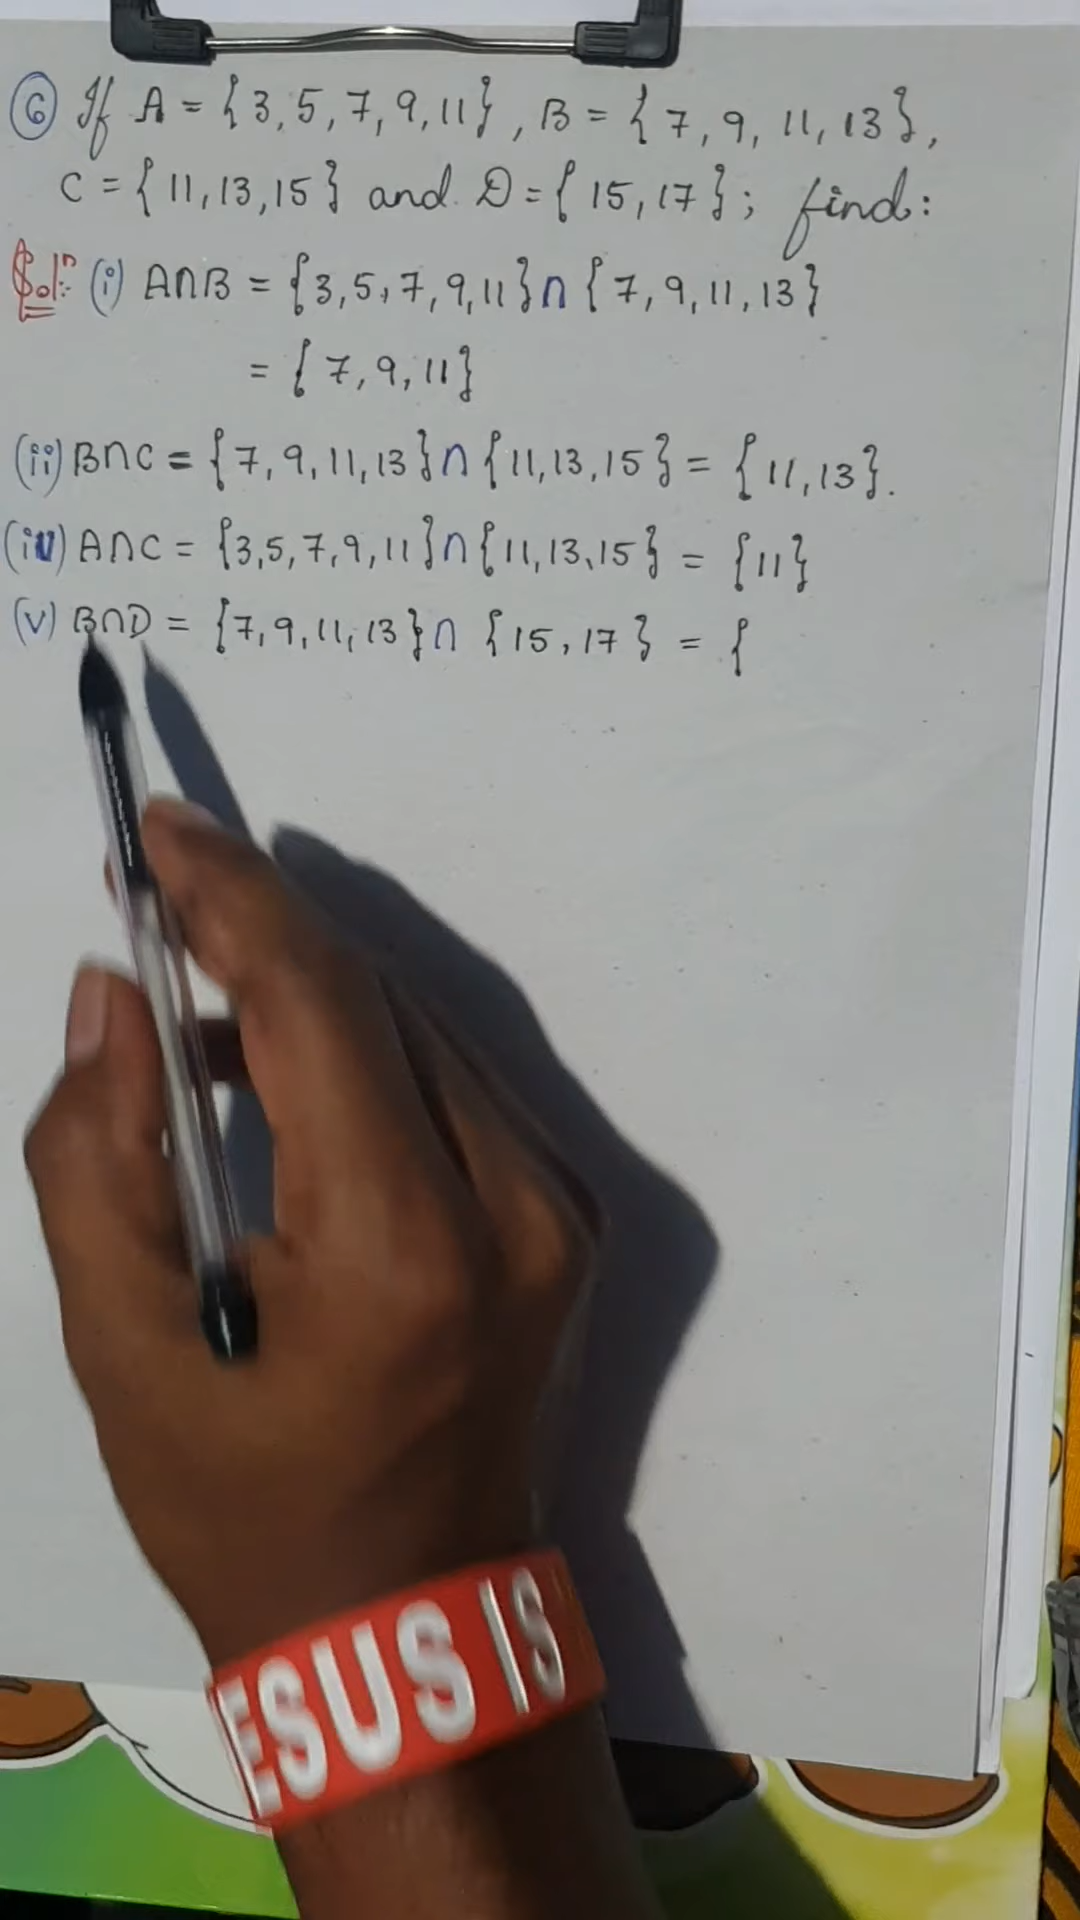 6 If A = {3, 5, 7, 9, 11}, B = {7, 9, 11, 13},
C = {11, 13, 15} and D = {15, 17}; find:
Solⁿ: (i) A∩B = {3, 5, 7, 9, 11} ∩ {7, 9, 11, 13}
= {7, 9, 11}
(ii) B∩C = {7, 9, 11, 13} ∩ {11, 13, 15} = {11, 13}.
(iv) A∩C = {3, 5, 7, 9, 11} ∩ {11, 13, 15} = {11}
(v) B∩D = {7, 9, 11, 13} ∩ {15, 17} = {
ESUS IS